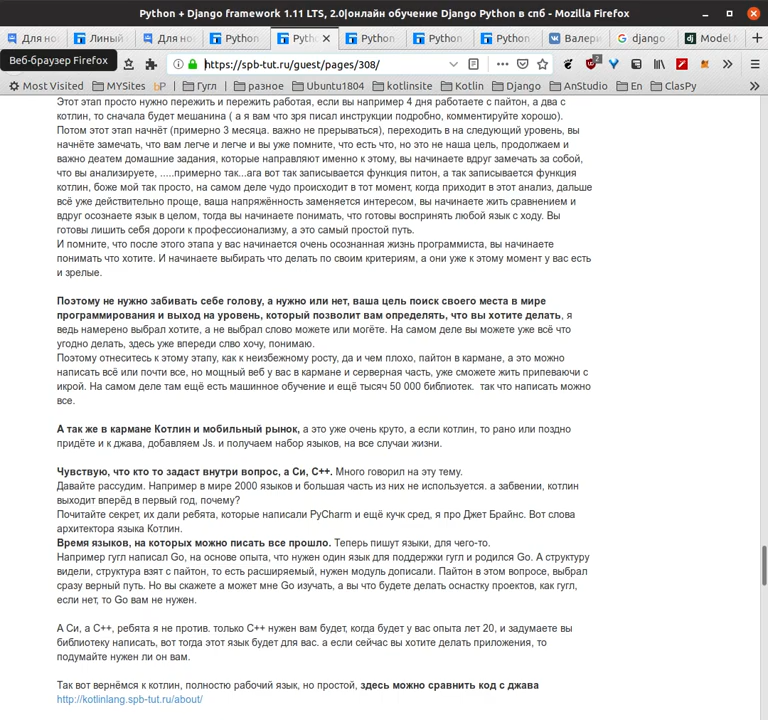 Python + Django framework 1.11 LTS, 2.0|онлайн обучение Django Python в спб - Mozilla Firefox
Для но Линый Для но Python Python Python Python Python Валери django Model M
Веб-браузер Firefox
https://spb-tut.ru/guest/pages/308/
2
Most Visited MYSites bP Гугл разное Ubuntu1804 kotlinsite Kotlin Django AnStudio En ClasPy
Этот этап просто нужно пережить и пережить работая, если вы например 4 дня работаете с пайтон, а два с
котлин, то сначала будет мешанина ( а я вам что зря писал инструкции подробно, комментируйте хорошо).
Потом этот этап начнёт (примерно 3 месяца. важно не прерываться), переходить в на следующий уровень, вы
начнёте замечать, что вам легче и легче и вы уже помните, что есть что, но это не наша цель, продолжаем и
важно деатем домашние задания, которые направляют именно к этому, вы начинаете вдруг замечать за собой,
что вы анализируете, .....примерно так...ага вот так записывается функция питон, а так записывается функция
котлин, боже мой так просто, на самом деле чудо происходит в тот момент, когда приходит в этот анализ, дальше
всё уже действительно проще, ваша напряжённость заменяется интересом, вы начинаете жить сравнением и
вдруг осознаете язык в целом, тогда вы начинаете понимать, что готовы воспринять любой язык с ходу. Вы
готовы лишить себя дороги к профессионализму, а это самый простой путь.
И помните, что после этого этапа у вас начинается очень осознанная жизнь программиста, вы начинаете
понимать что хотите. И начинаете выбирать что делать по своим критериям, а они уже к этому момент у вас есть
и зрелые.
Поэтому не нужно забивать себе голову, а нужно или нет, ваша цель поиск своего места в мире
программирования и выход на уровень, который позволит вам определять, что вы хотите делать, я
ведь намерено выбрал хотите, а не выбрал слово можете или могёте. На самом деле вы можете уже всё что
угодно делать, здесь уже впереди слво хочу, понимаю.
Поэтому отнеситесь к этому этапу, как к неизбежному росту, да и чем плохо, пайтон в кармане, а это можно
написать всё или почти все, но мощный веб у вас в кармане и серверная часть, уже сможете жить припеваючи с
икрой. На самом деле там ещё есть машинное обучение и ещё тысяч 50 000 библиотек. так что написать можно
все.
А так же в кармане Котлин и мобильный рынок, а это уже очень круто, а если котлин, то рано или поздно
придёте и к джава, добавляем Js. и получаем набор языков, на все случаи жизни.
Чувствую, что кто то задаст внутри вопрос, а Си, С++. Много говорил на эту тему.
Давайте рассудим. Например в мире 2000 языков и большая часть из них не используется. а забвении, котлин
выходит вперёд в первый год, почему?
Почитайте секрет, их дали ребята, которые написали PyCharm и ещё кучк сред, я про Джет Брайнс. Вот слова
архитектора языка Котлин.
Время языков, на которых можно писать все прошло. Теперь пишут языки, для чего-то.
Например гугл написал Go, на основе опыта, что нужен один язык для поддержки гугл и родился Go. А структуру
видели, структура взят с пайтон, то есть расширяемый, нужен модуль дописали. Пайтон в этом вопросе, выбрал
сразу верный путь. Но вы скажете а может мне Go изучать, а вы что будете делать оснастку проектов, как гугл,
если нет, то Go вам не нужен.
А Си, а С++, ребята я не против. только С++ нужен вам будет, когда будет у вас опыта лет 20, и задумаете вы
библиотеку написать, вот тогда этот язык будет для вас. а если сейчас вы хотите делать приложения, то
подумайте нужен ли он вам.
Так вот вернёмся к котлин, полностью рабочий язык, но простой, здесь можно сравнить код с джава
http://kotlinlang.spb-tut.ru/about/